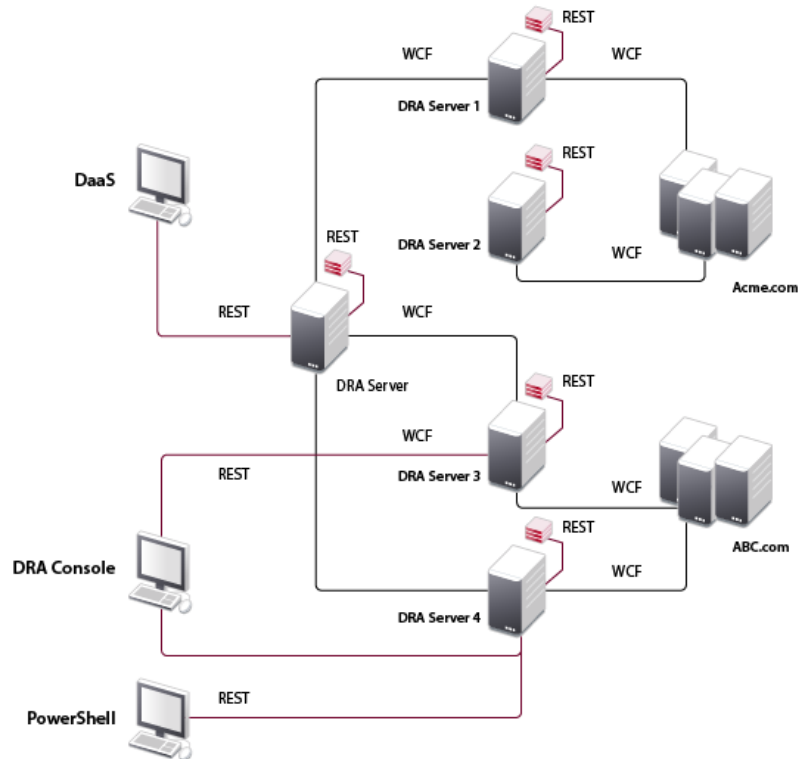 REST
WCF
WCF
DRA Server 1
REST
DaaS
REST
DRA Server 2
WCF
Acme.com
REST
WCF
DRA Server
REST
WCF
REST
DRA Server 3
WCF
REST
ABC.com
DRA Console
WCF
DRA Server 4
REST
PowerShell